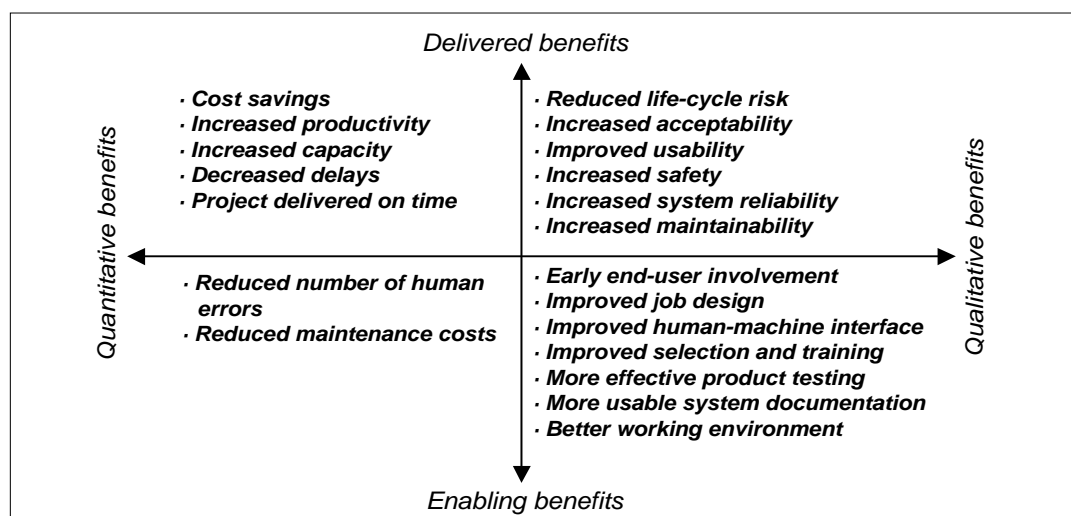 Delivered benefits
· Cost savings
· Increased productivity
· Increased capacity
· Decreased delays
· Project delivered on time
· Reduced life-cycle risk
· Increased acceptability
· Improved usability
· Increased safety
· Increased system reliability
· Increased maintainability
Quantitative benefits
Qualitative benefits
· Reduced number of human
errors
· Reduced maintenance costs
· Early end-user involvement
· Improved job design
· Improved human-machine interface
· Improved selection and training
· More effective product testing
· More usable system documentation
· Better working environment
Enabling benefits